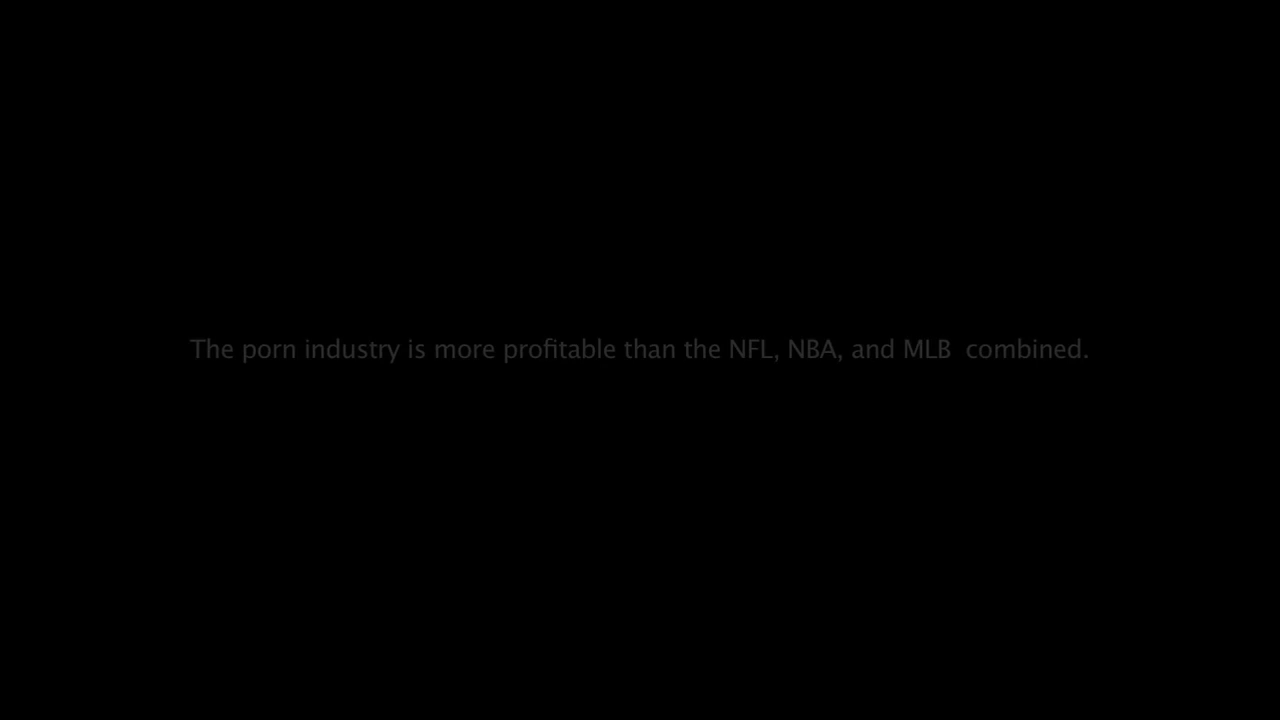 The porn industry is more profitable than the NFL, NBA, and MLB  combined.